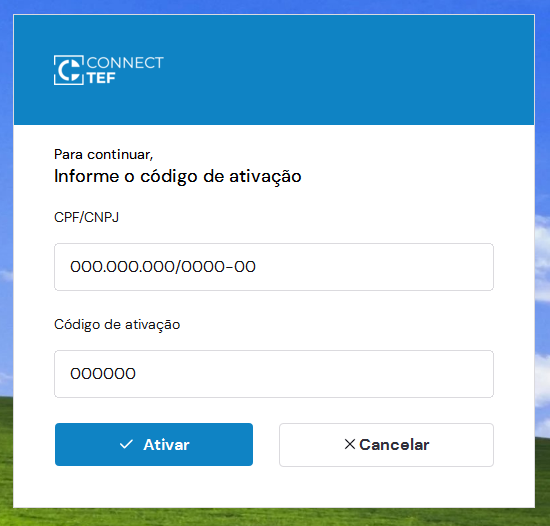 CONNECT
TEF
Para continuar,
Informe o código de ativação
CPF/CNPJ
000.000.000/0000-00
Código de ativação
000000
Ativar
Cancelar